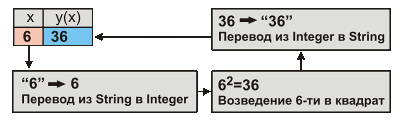 x y(x)
6 36
36 → “36”
Перевод из Integer в String
“6” → 6
Перевод из String в Integer
6²=36
Возведение 6-ти в квадрат